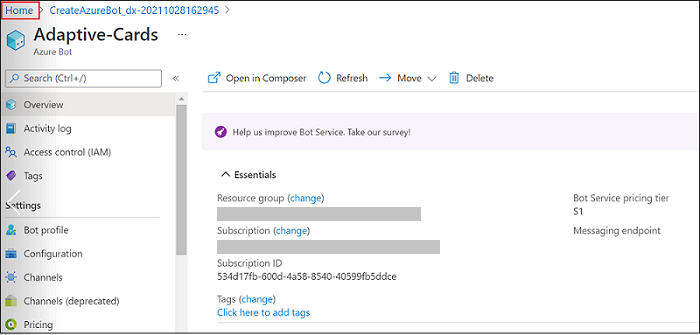 Home > CreateAzureBot_dx-20211028162945 >
Adaptive-Cards ...
Azure Bot
Search (Ctrl+/) «
Overview
Activity log
Access control (IAM)
Tags
Settings
Bot profile
Configuration
Channels
Channels (deprecated)
Pricing
Open in Composer Refresh Move Delete
Help us improve Bot Service. Take our survey!
Essentials
Resource group (change)
Subscription (change)
Subscription ID
534d17fb-600d-4a58-8540-40599fb5ddce
Tags (change)
Click here to add tags
Bot Service pricing tier
S1
Messaging endpoint